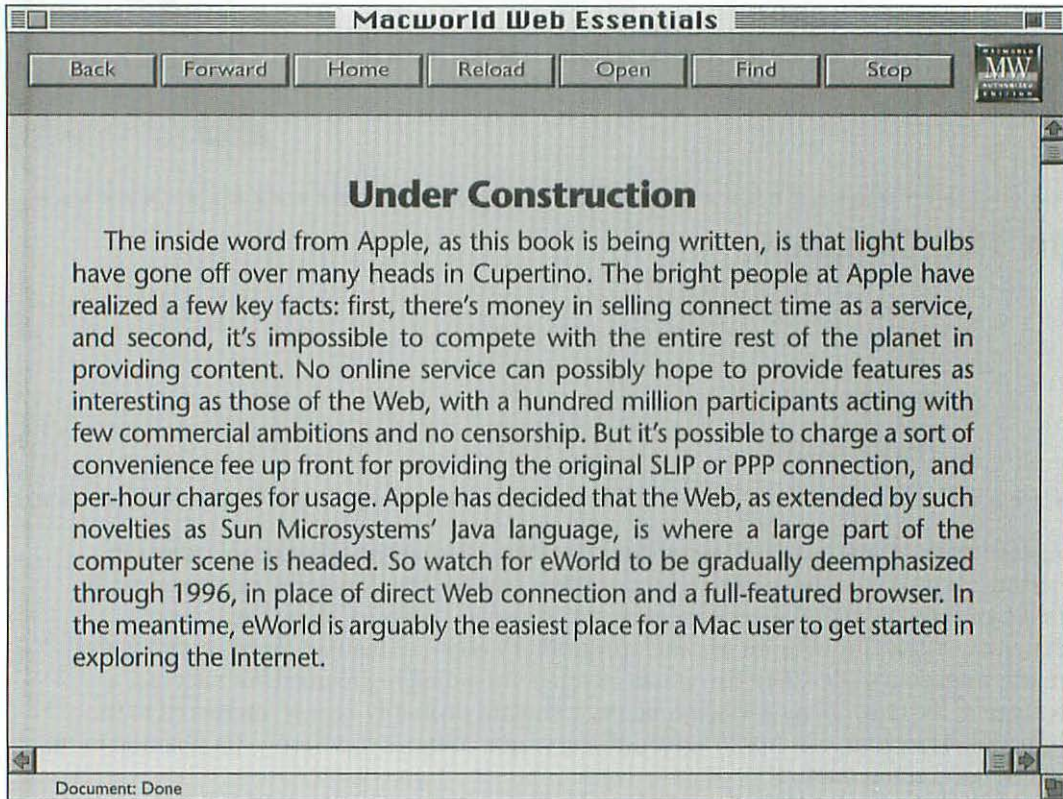 Macworld Web Essentials
Back Forward Home Reload Open Find Stop
MACWORLD
MW
AUTHORIZED
EDITION
Under Construction
The inside word from Apple, as this book is being written, is that light bulbs
have gone off over many heads in Cupertino. The bright people at Apple have
realized a few key facts: first, there's money in selling connect time as a service,
and second, it's impossible to compete with the entire rest of the planet in
providing content. No online service can possibly hope to provide features as
interesting as those of the Web, with a hundred million participants acting with
few commercial ambitions and no censorship. But it's possible to charge a sort of
convenience fee up front for providing the original SLIP or PPP connection, and
per-hour charges for usage. Apple has decided that the Web, as extended by such
novelties as Sun Microsystems' Java language, is where a large part of the
computer scene is headed. So watch for eWorld to be gradually deemphasized
through 1996, in place of direct Web connection and a full-featured browser. In
the meantime, eWorld is arguably the easiest place for a Mac user to get started in
exploring the Internet.
Document: Done